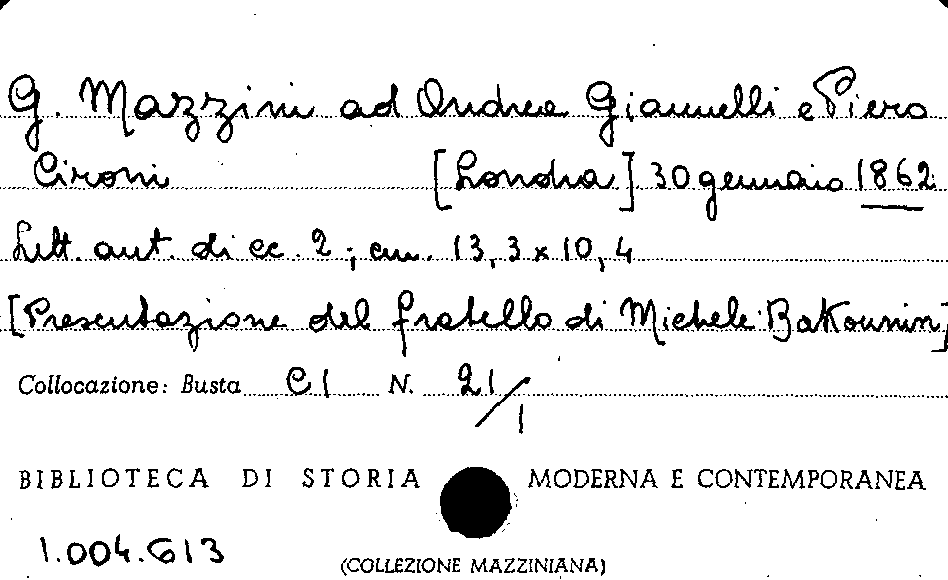 G. Mazzini ad Andrea Giannelli e Piero
Cironi [Londra] 30 gennaio 1862
Lett. aut. di cc. 2; cm. 13,3 x 10,4
[Presentazione del fratello di Michele Bakounin]
Collocazione: Busta C I N. 21/1
BIBLIOTECA DI STORIA MODERNA E CONTEMPORANEA
1.004.613
(COLLEZIONE MAZZINIANA)